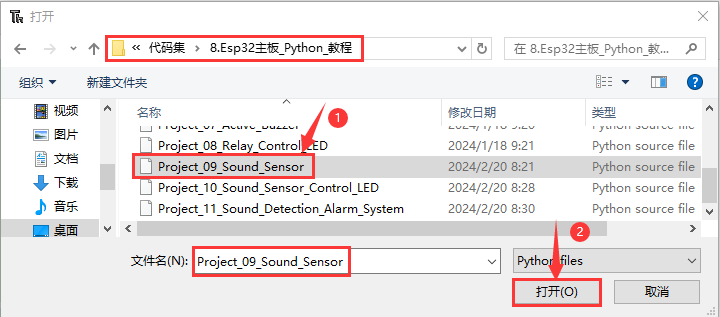 打开
« 代码集 › 8.Esp32主板_Python_教程
在 8.Esp32主板_Python_教...
组织 新建文件夹
名称 修改日期 类型
视频
图片
文档
下载
音乐
桌面
Project_07_Active_Buzzer 2024/1/18 9:20 Python source file
Project_08_Relay_Control_LED 2024/1/18 9:21 Python source file
1
Project_09_Sound_Sensor 2024/2/20 8:21 Python source file
Project_10_Sound_Sensor_Control_LED 2024/2/20 8:28 Python source file
Project_11_Sound_Detection_Alarm_System 2024/2/20 8:30 Python source file
2
文件名(N): Project_09_Sound_Sensor Python files
打开(O) 取消